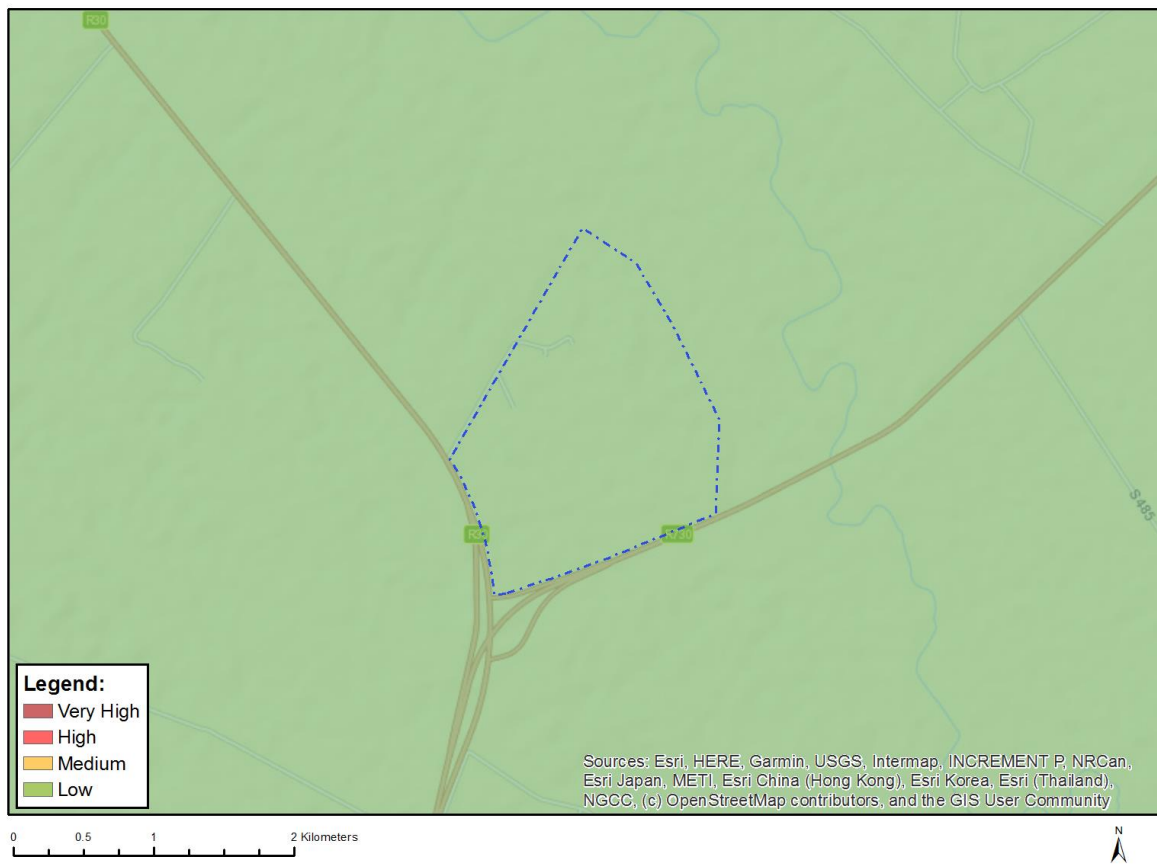 R30
S485
R730
Legend:
Very High
High
Medium
Low
Sources: Esri, HERE, Garmin, USGS, Intermap, INCREMENT P, NRCan,
Esri Japan, METI, Esri China (Hong Kong), Esri Korea, Esri (Thailand),
NGCC, (c) OpenStreetMap contributors, and the GIS User Community
0 0.5 1 2 Kilometers
N